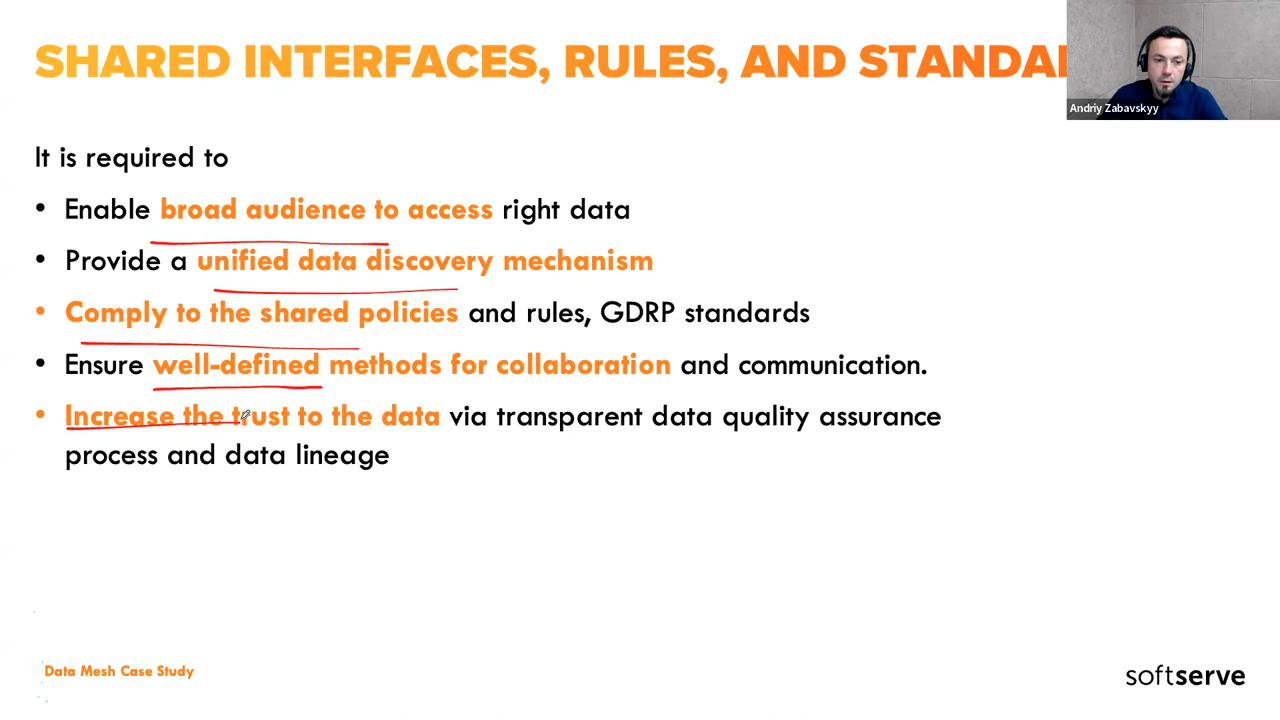 SHARED INTERFACES, RULES, AND
Andriy Zabavskyy
It is required to
• Enable broad audience to access right data
• Provide a unified data discovery mechanism
• Comply to the shared policies and rules, GDRP standards
• Ensure well-defined methods for collaboration and communication.
• Increase the trust to the data via transparent data quality assurance
process and data lineage
Data Mesh Case Study
softserve